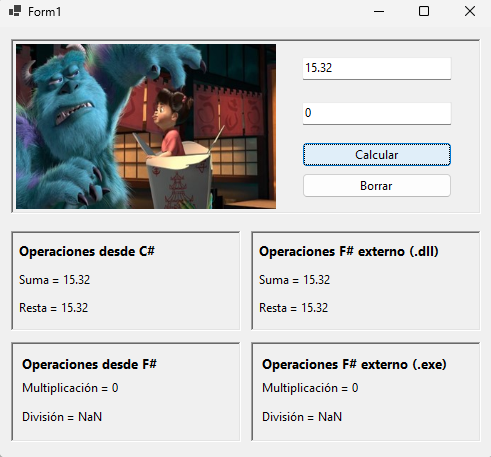 Form1
15.32
0
Calcular
Borrar
Operaciones desde C#
Suma = 15.32
Resta = 15.32
Operaciones F# externo (.dll)
Suma = 15.32
Resta = 15.32
Operaciones desde F#
Multiplicación = 0
División = NaN
Operaciones F# externo (.exe)
Multiplicación = 0
División = NaN